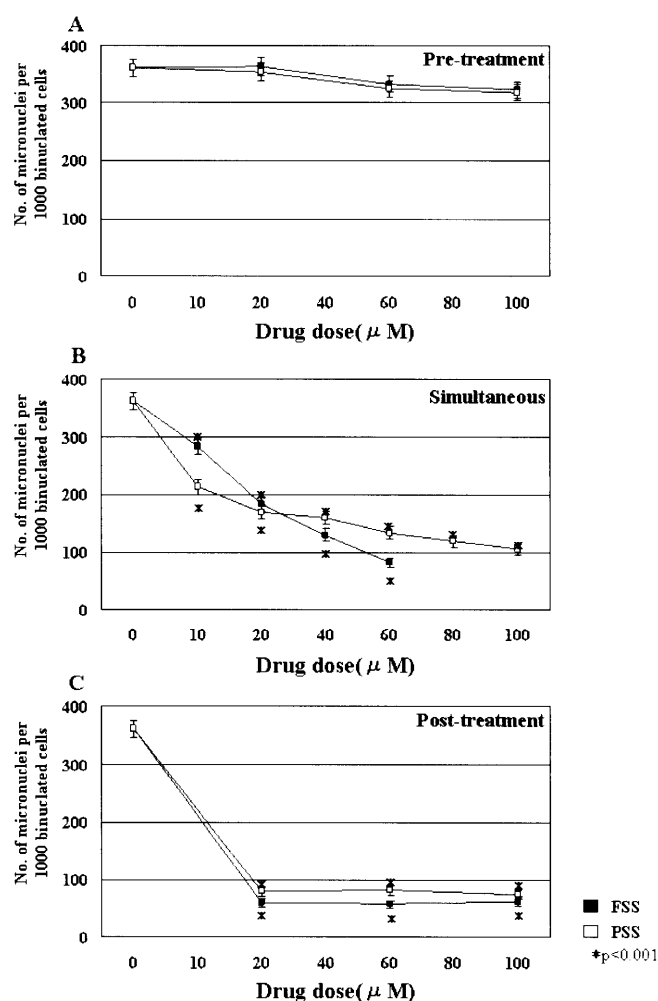 A
No. of micronuclei per
1000 binuclated cells
400
300
200
100
0
Pre-treatment
0 10 20 40 60 80 100
Drug dose( μ M)
B
No. of micronuclei per
1000 binuclated cells
400
300
200
100
0
Simultaneous
0 10 20 40 60 80 100
Drug dose( μ M)
C
No. of micronuclei per
1000 binuclated cells
400
300
200
100
0
Post-treatment
0 10 20 40 60 80 100
Drug dose( μ M)
■ FSS
□ PSS
*p<0.001